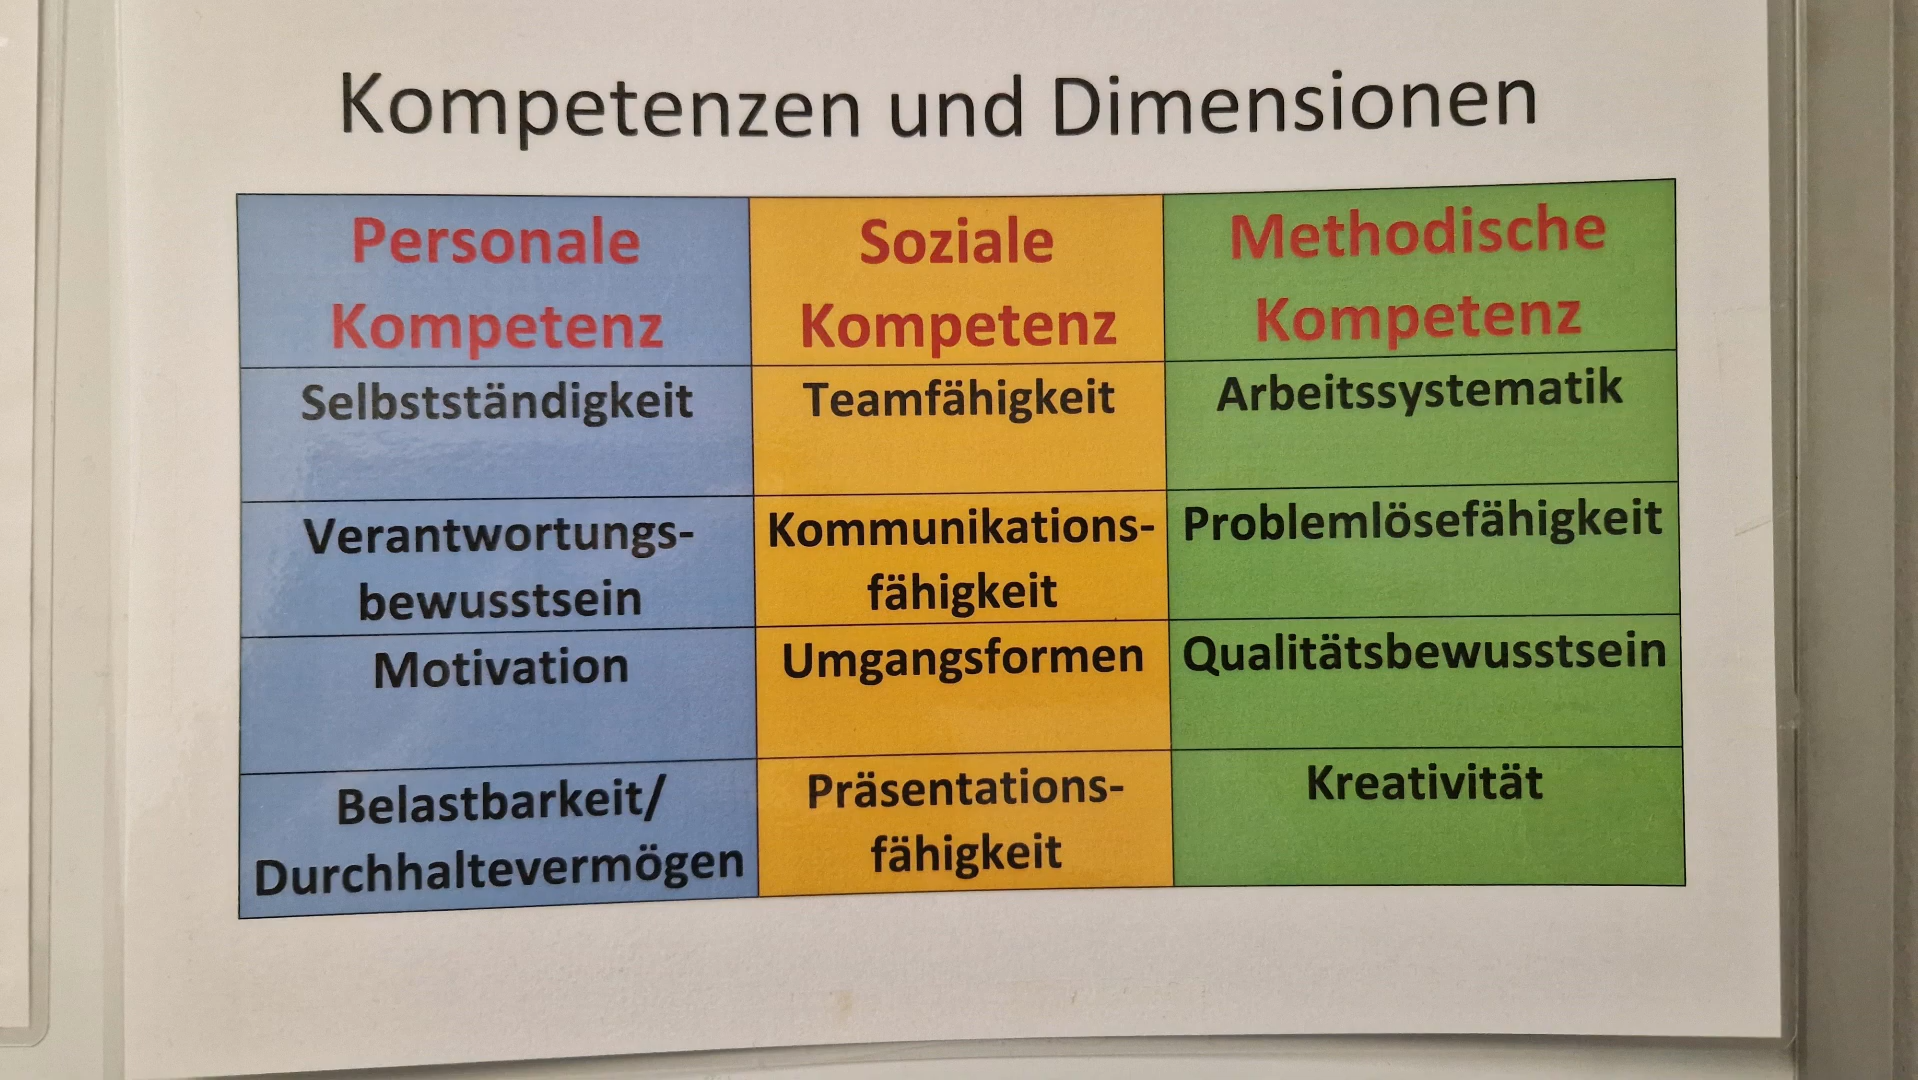 Kompetenzen und Dimensionen
Personale
Kompetenz
Soziale
Kompetenz
Methodische
Kompetenz
Selbstständigkeit
Teamfähigkeit
Arbeitssystematik
Verantwortungs-
bewusstsein
Kommunikations-
fähigkeit
Problemlösefähigkeit
Motivation
Umgangsformen
Qualitätsbewusstsein
Belastbarkeit/
Durchhaltevermögen
Präsentations-
fähigkeit
Kreativität